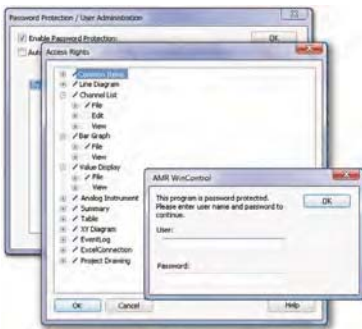 Password Protection / User Administration
Enable Password Protection:
OK
Access Rights
Common Items
Line Diagram
Channel List
File
Edit
View
Bar Graph
File
View
Value Display
File
View
Analog Instrument
Summary
Table
XY Diagram
EventLog
ExcelConnection
Project Drawing
OK
Cancel
Help
AMR WinControl
This program is password protected.
Please enter user name and password to
continue.
OK
User:
Password: